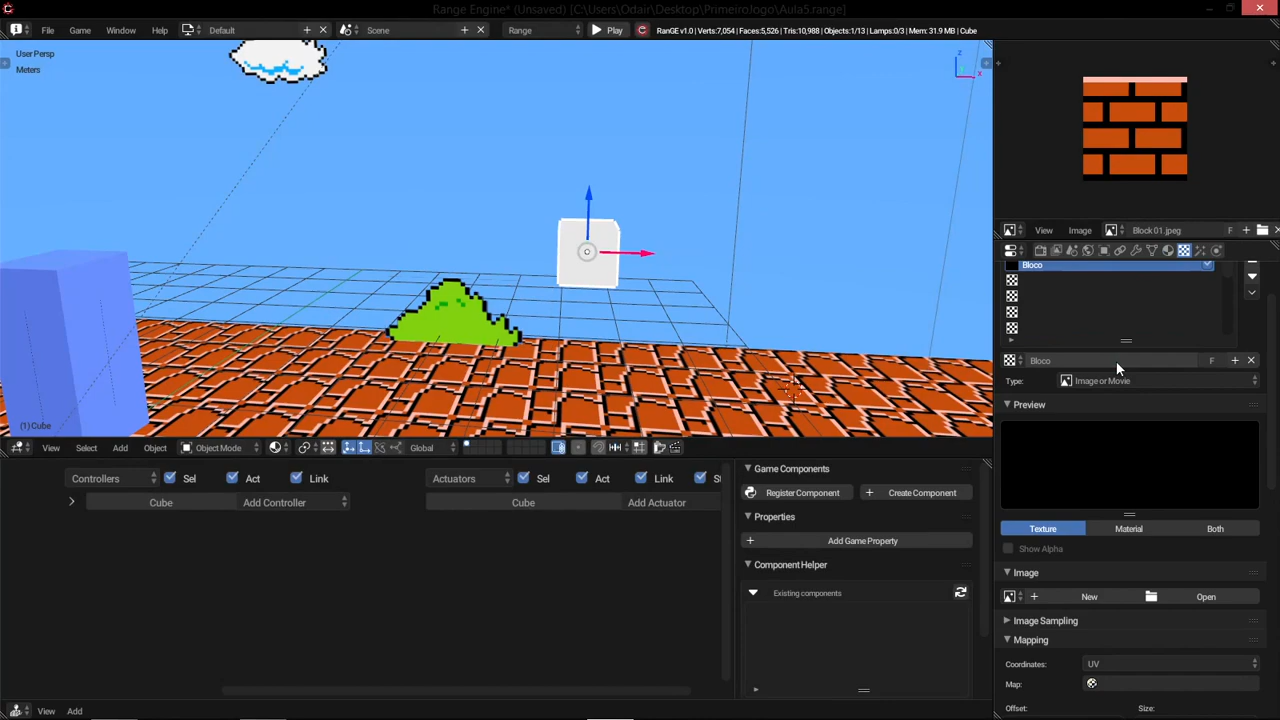 Range Engine* (Unsaved) [C:\Users\Odair\Desktop\PrimeiroJogo\Aula5.range]
File Game Window Help Default Scene Range Play RanGE v1.0 | Verts:7,054 | Faces:5,526 | Tris:10,988 | Objects:1/13 | Lamps:0/3 | Mem: 31.9 MB | Cube
User Persp
Meters
z
x
(1) Cube
View Select Add Object Object Mode Global
View Image Block 01.jpeg F
Bloco
Bloco F
Type: Image or Movie
Preview
Texture Material Both
Show Alpha
Image
New Open
Image Sampling
Mapping
Coordinates: UV
Map:
Offset: Size:
Controllers Sel Act Link Actuators Sel Act Link St
Cube Add Controller Cube Add Actuator
Game Components
Register Component Create Component
Properties
Add Game Property
Component Helper
Existing components
View Add